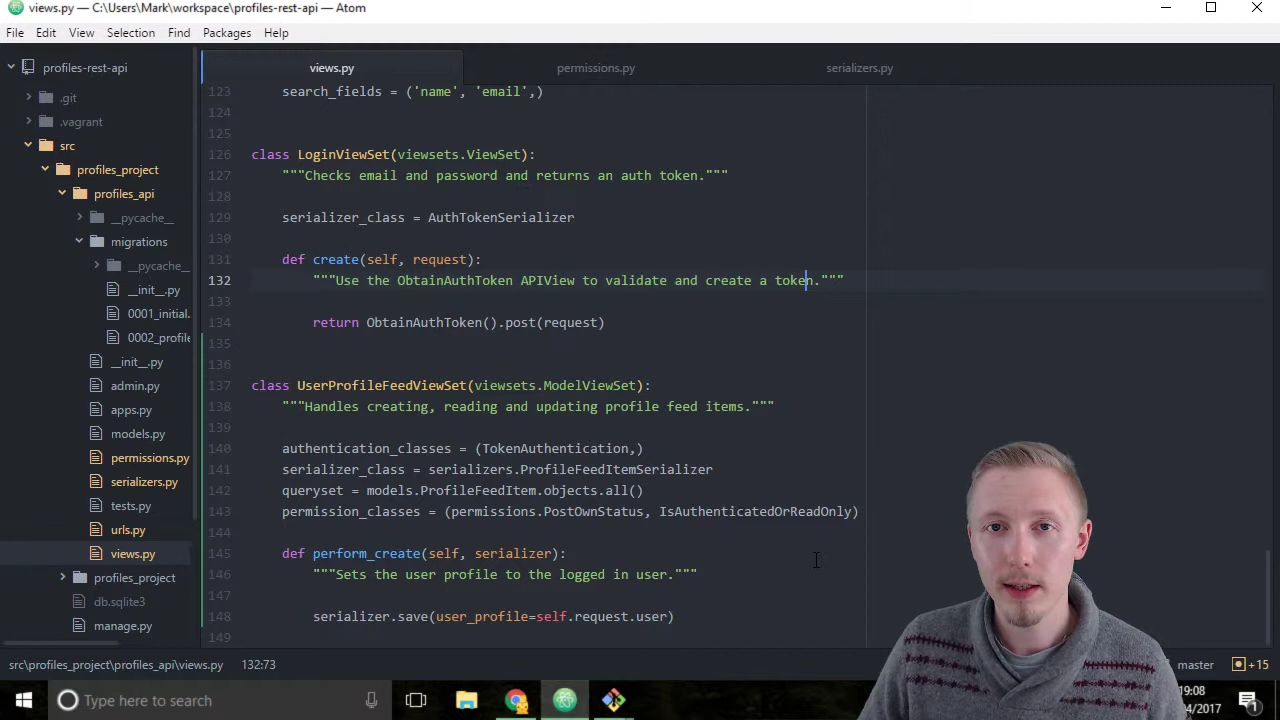 views.py — C:\Users\Mark\workspace\profiles-rest-api — Atom
File Edit View Selection Find Packages Help
profiles-rest-api
.git
.vagrant
src
profiles_project
profiles_api
__pycache__
migrations
__pycache__
__init__.py
0001_initial.
0002_profile
__init__.py
admin.py
apps.py
models.py
permissions.py
serializers.py
tests.py
urls.py
views.py
profiles_project
db.sqlite3
manage.py
views.py permissions.py serializers.py
123 search_fields = ('name', 'email',)
124
125
126 class LoginViewSet(viewsets.ViewSet):
127 """Checks email and password and returns an auth token."""
128
129 serializer_class = AuthTokenSerializer
130
131 def create(self, request):
132 """Use the ObtainAuthToken APIView to validate and create a token."""
133
134 return ObtainAuthToken().post(request)
135
136
137 class UserProfileFeedViewSet(viewsets.ModelViewSet):
138 """Handles creating, reading and updating profile feed items."""
139
140 authentication_classes = (TokenAuthentication,)
141 serializer_class = serializers.ProfileFeedItemSerializer
142 queryset = models.ProfileFeedItem.objects.all()
143 permission_classes = (permissions.PostOwnStatus, IsAuthenticatedOrReadOnly)
144
145 def perform_create(self, serializer):
146 """Sets the user profile to the logged in user."""
147
148 serializer.save(user_profile=self.request.user)
149
src\profiles_project\profiles_api\views.py 132:73 master +15
Type here to search
19:08
04/2017
1